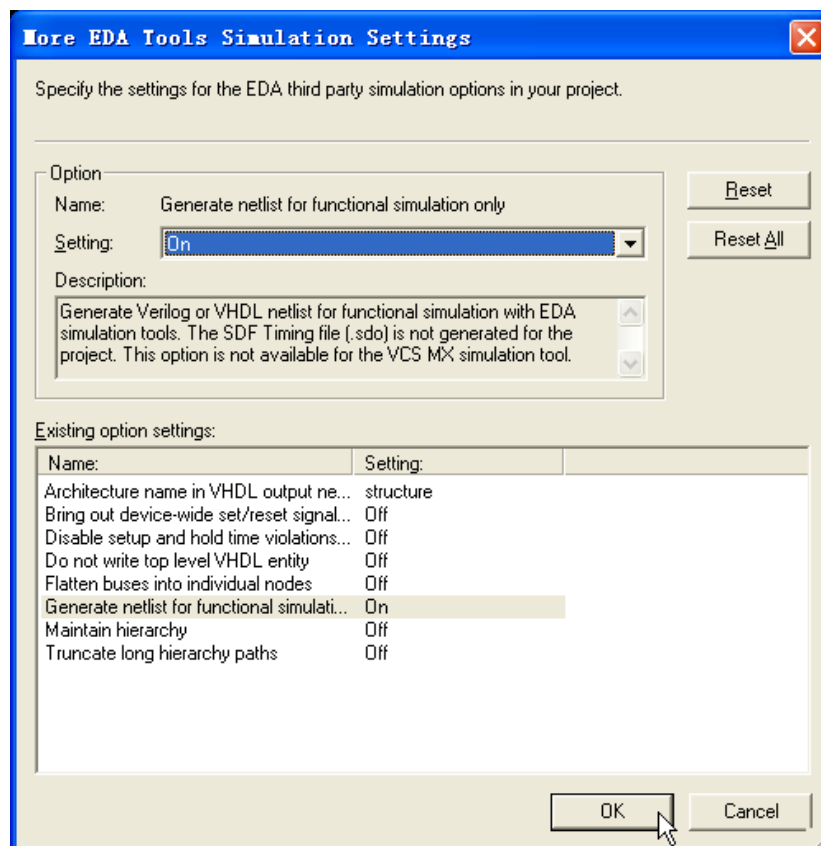 More EDA Tools Simulation Settings
Specify the settings for the EDA third party simulation options in your project.
Option
Name: Generate netlist for functional simulation only
Reset
Setting: On
Reset All
Description:
Generate Verilog or VHDL netlist for functional simulation with EDA
simulation tools. The SDF Timing file (.sdo) is not generated for the
project. This option is not available for the VCS MX simulation tool.
Existing option settings:
Name: Setting:
Architecture name in VHDL output ne... structure
Bring out device-wide set/reset signal... Off
Disable setup and hold time violations... Off
Do not write top level VHDL entity Off
Flatten buses into individual nodes Off
Generate netlist for functional simulati... On
Maintain hierarchy Off
Truncate long hierarchy paths Off
OK Cancel